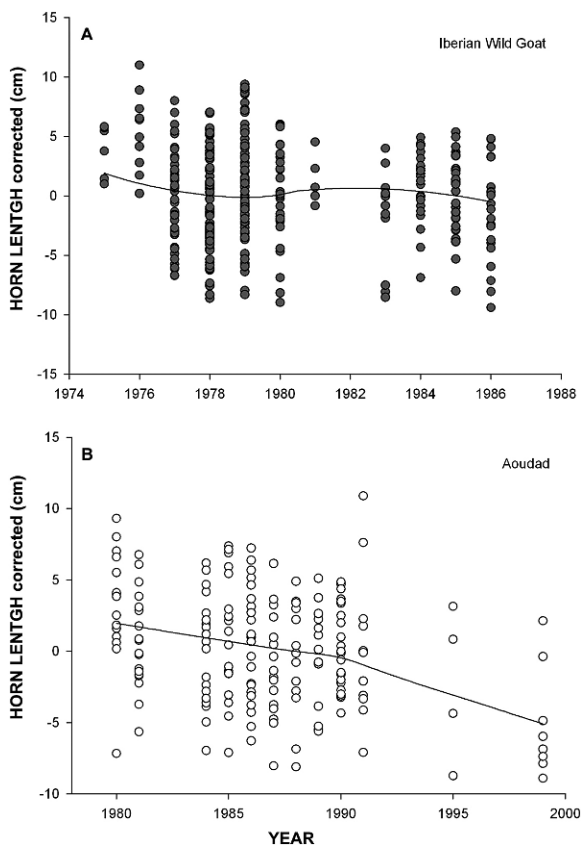 A
Iberian Wild Goat
HORN LENTGH corrected (cm)
15
10
5
0
-5
-10
-15
1974 1976 1978 1980 1982 1984 1986 1988
B
Aoudad
HORN LENTGH corrected (cm)
15
10
5
0
-5
-10
1980 1985 1990 1995 2000
YEAR